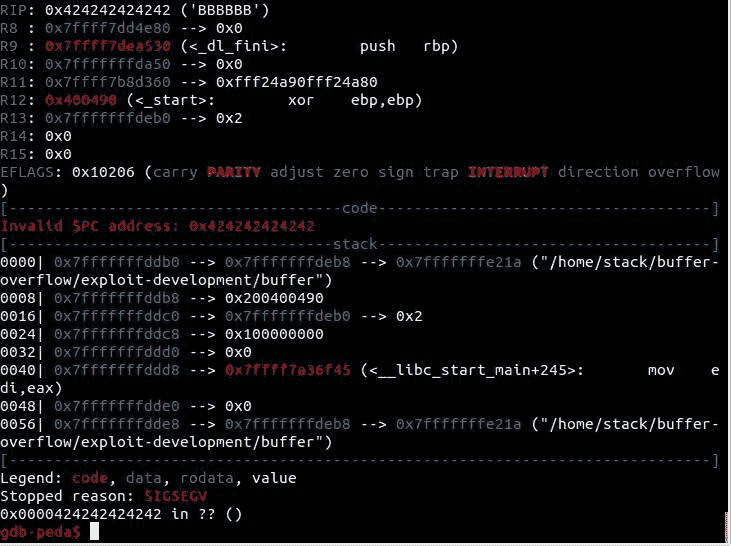 RIP: 0x424242424242 ('BBBBBB')
R8 : 0x7ffff7dd4e80 --> 0x0
R9 : 0x7ffff7dea530 (<_dl_fini>:        push   rbp)
R10: 0x7fffffffda50 --> 0x0
R11: 0x7ffff7b8d360 --> 0xfff24a90fff24a80
R12: 0x400490 (<_start>:        xor    ebp,ebp)
R13: 0x7fffffffdeb0 --> 0x2
R14: 0x0
R15: 0x0
EFLAGS: 0x10206 (carry PARITY adjust zero sign trap INTERRUPT direction overflow
)
[-------------------------------------code-------------------------------------]
Invalid $PC address: 0x424242424242
[------------------------------------stack-------------------------------------]
0000| 0x7fffffffddb0 --> 0x7fffffffdeb8 --> 0x7fffffffe21a ("/home/stack/buffer-
overflow/exploit-development/buffer")
0008| 0x7fffffffddb8 --> 0x200400490
0016| 0x7fffffffddc0 --> 0x7fffffffdeb0 --> 0x2
0024| 0x7fffffffddc8 --> 0x100000000
0032| 0x7fffffffddd0 --> 0x0
0040| 0x7fffffffddd8 --> 0x7ffff7a36f45 (<__libc_start_main+245>:       mov    e
di,eax)
0048| 0x7fffffffdde0 --> 0x0
0056| 0x7fffffffdde8 --> 0x7fffffffdeb8 --> 0x7fffffffe21a ("/home/stack/buffer-
overflow/exploit-development/buffer")
[------------------------------------------------------------------------------]
Legend: code, data, rodata, value
Stopped reason: SIGSEGV
0x0000424242424242 in ?? ()
gdb-peda$